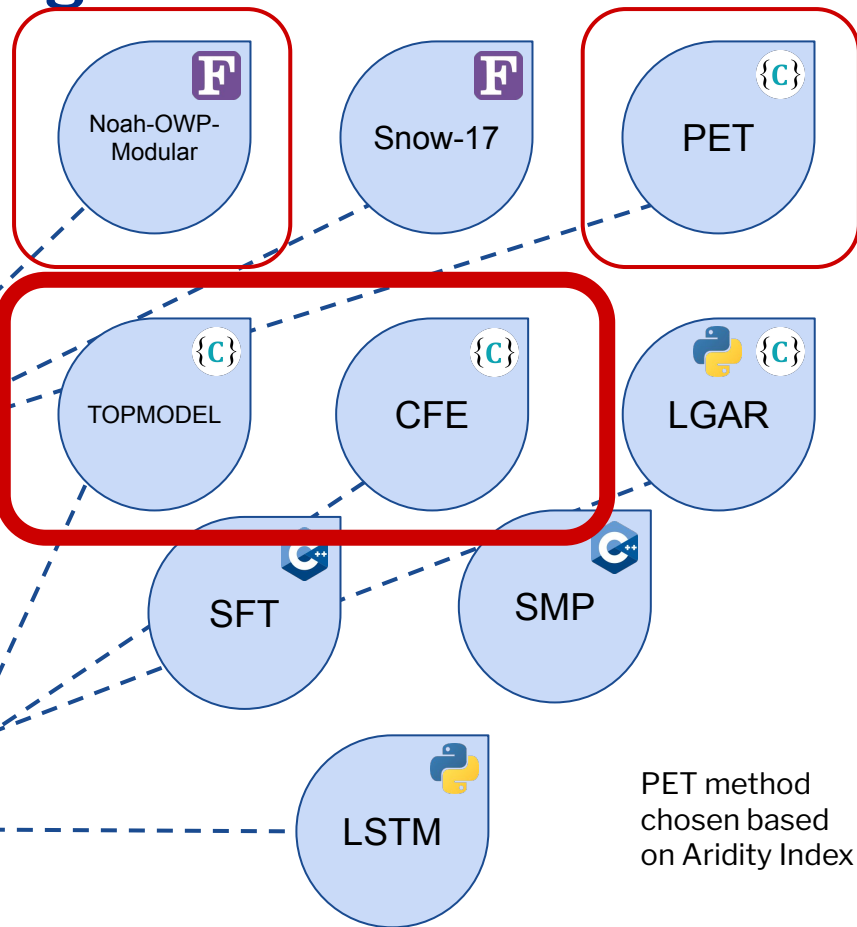 g
F
F
{C}
Noah-OWP-
Modular
Snow-17
PET
{C}
{C}
{C}
TOPMODEL
CFE
LGAR
C++
C++
SFT
SMP
LSTM
PET method
chosen based
on Aridity Index